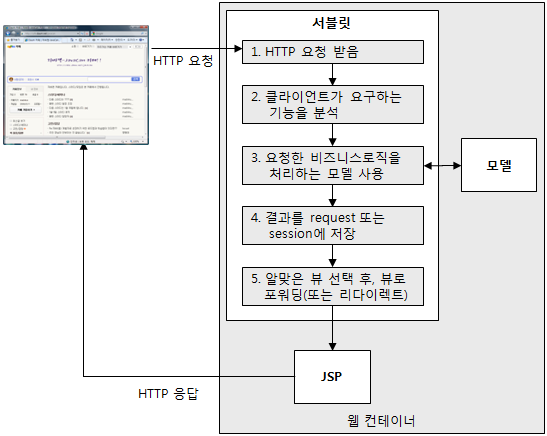 서블릿
HTTP 요청
1. HTTP 요청 받음
2. 클라이언트가 요구하는
기능을 분석
3. 요청한 비즈니스로직을
처리하는 모델 사용
모델
4. 결과를 request 또는
session에 저장
5. 알맞은 뷰 선택 후, 뷰로
포워딩(또는 리다이렉트)
JSP
HTTP 응답
웹 컨테이너